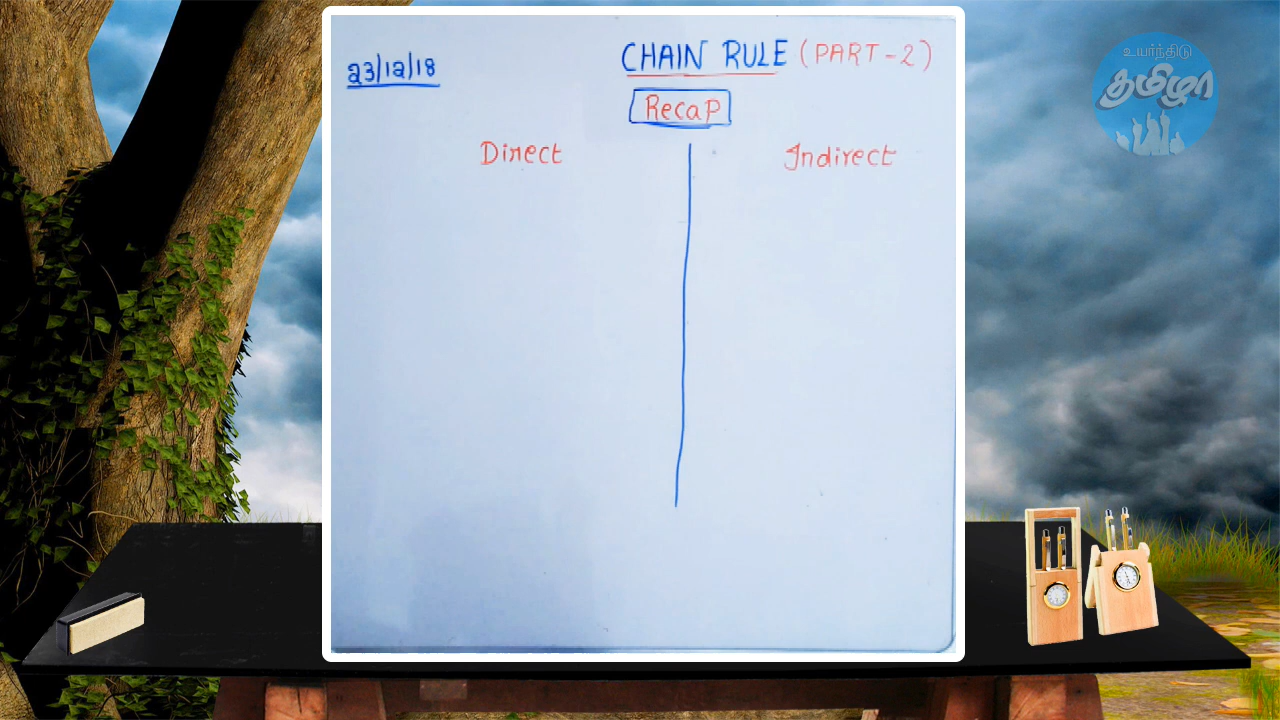 23/12/18
CHAIN RULE (PART-2)
Recap
Direct
Indirect
உயர்ந்திடு
தமிழா